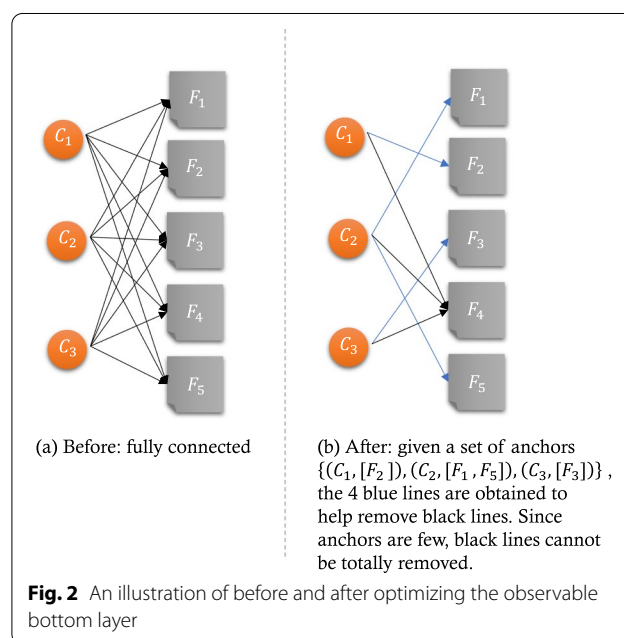 C1
C2
C3
F1
F2
F3
F4
F5
(a) Before: fully connected
C1
C2
C3
F1
F2
F3
F4
F5
(b) After: given a set of anchors
{(C1, [F2 ]), (C2, [F1 , F5]), (C3, [F3])} ,
the 4 blue lines are obtained to
help remove black lines. Since
anchors are few, black lines cannot
be totally removed.
Fig. 2 An illustration of before and after optimizing the observable
bottom layer